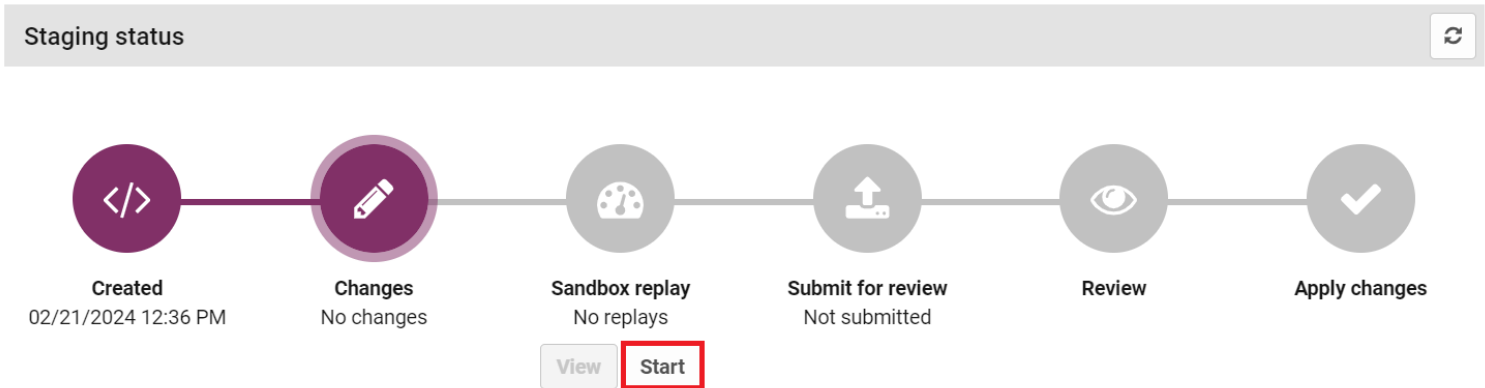 Staging status
Created
02/21/2024 12:36 PM
Changes
No changes
Sandbox replay
No replays
View
Start
Submit for review
Not submitted
Review
Apply changes